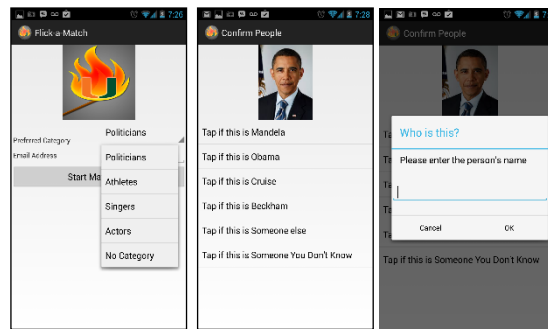 7:26
Flick-a-Match
Politicians
Preferred Category
Politicians
Email Address
Start Ma
Athletes
Singers
Actors
No Category
7:28
Confirm People
Tap if this is Mandela
Tap if this is Obama
Tap if this is Cruise
Tap if this is Beckham
Tap if this is Someone else
Tap if this is Someone You Don't Know
7
Confirm People
Who is this?
Please enter the person's name
Cancel OK
Tap if this is Someone You Don't Know